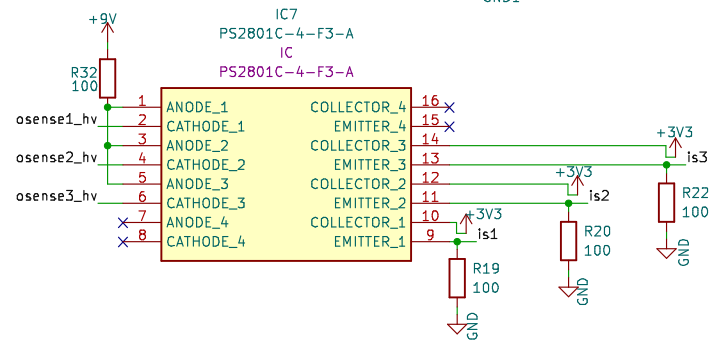 GND1
IC7
PS2801C-4-F3-A
IC
PS2801C-4-F3-A
+9V
R32
100
osense1_hv
osense2_hv
osense3_hv
1 ANODE_1 COLLECTOR_4 16
2 CATHODE_1 EMITTER_4 15
3 ANODE_2 COLLECTOR_3 14
4 CATHODE_2 EMITTER_3 13
5 ANODE_3 COLLECTOR_2 12
6 CATHODE_3 EMITTER_2 11
7 ANODE_4 COLLECTOR_1 10
8 CATHODE_4 EMITTER_1 9
+3V3
is3
R22
100
GND
+3V3
is2
R20
100
GND
+3V3
is1
R19
100
GND